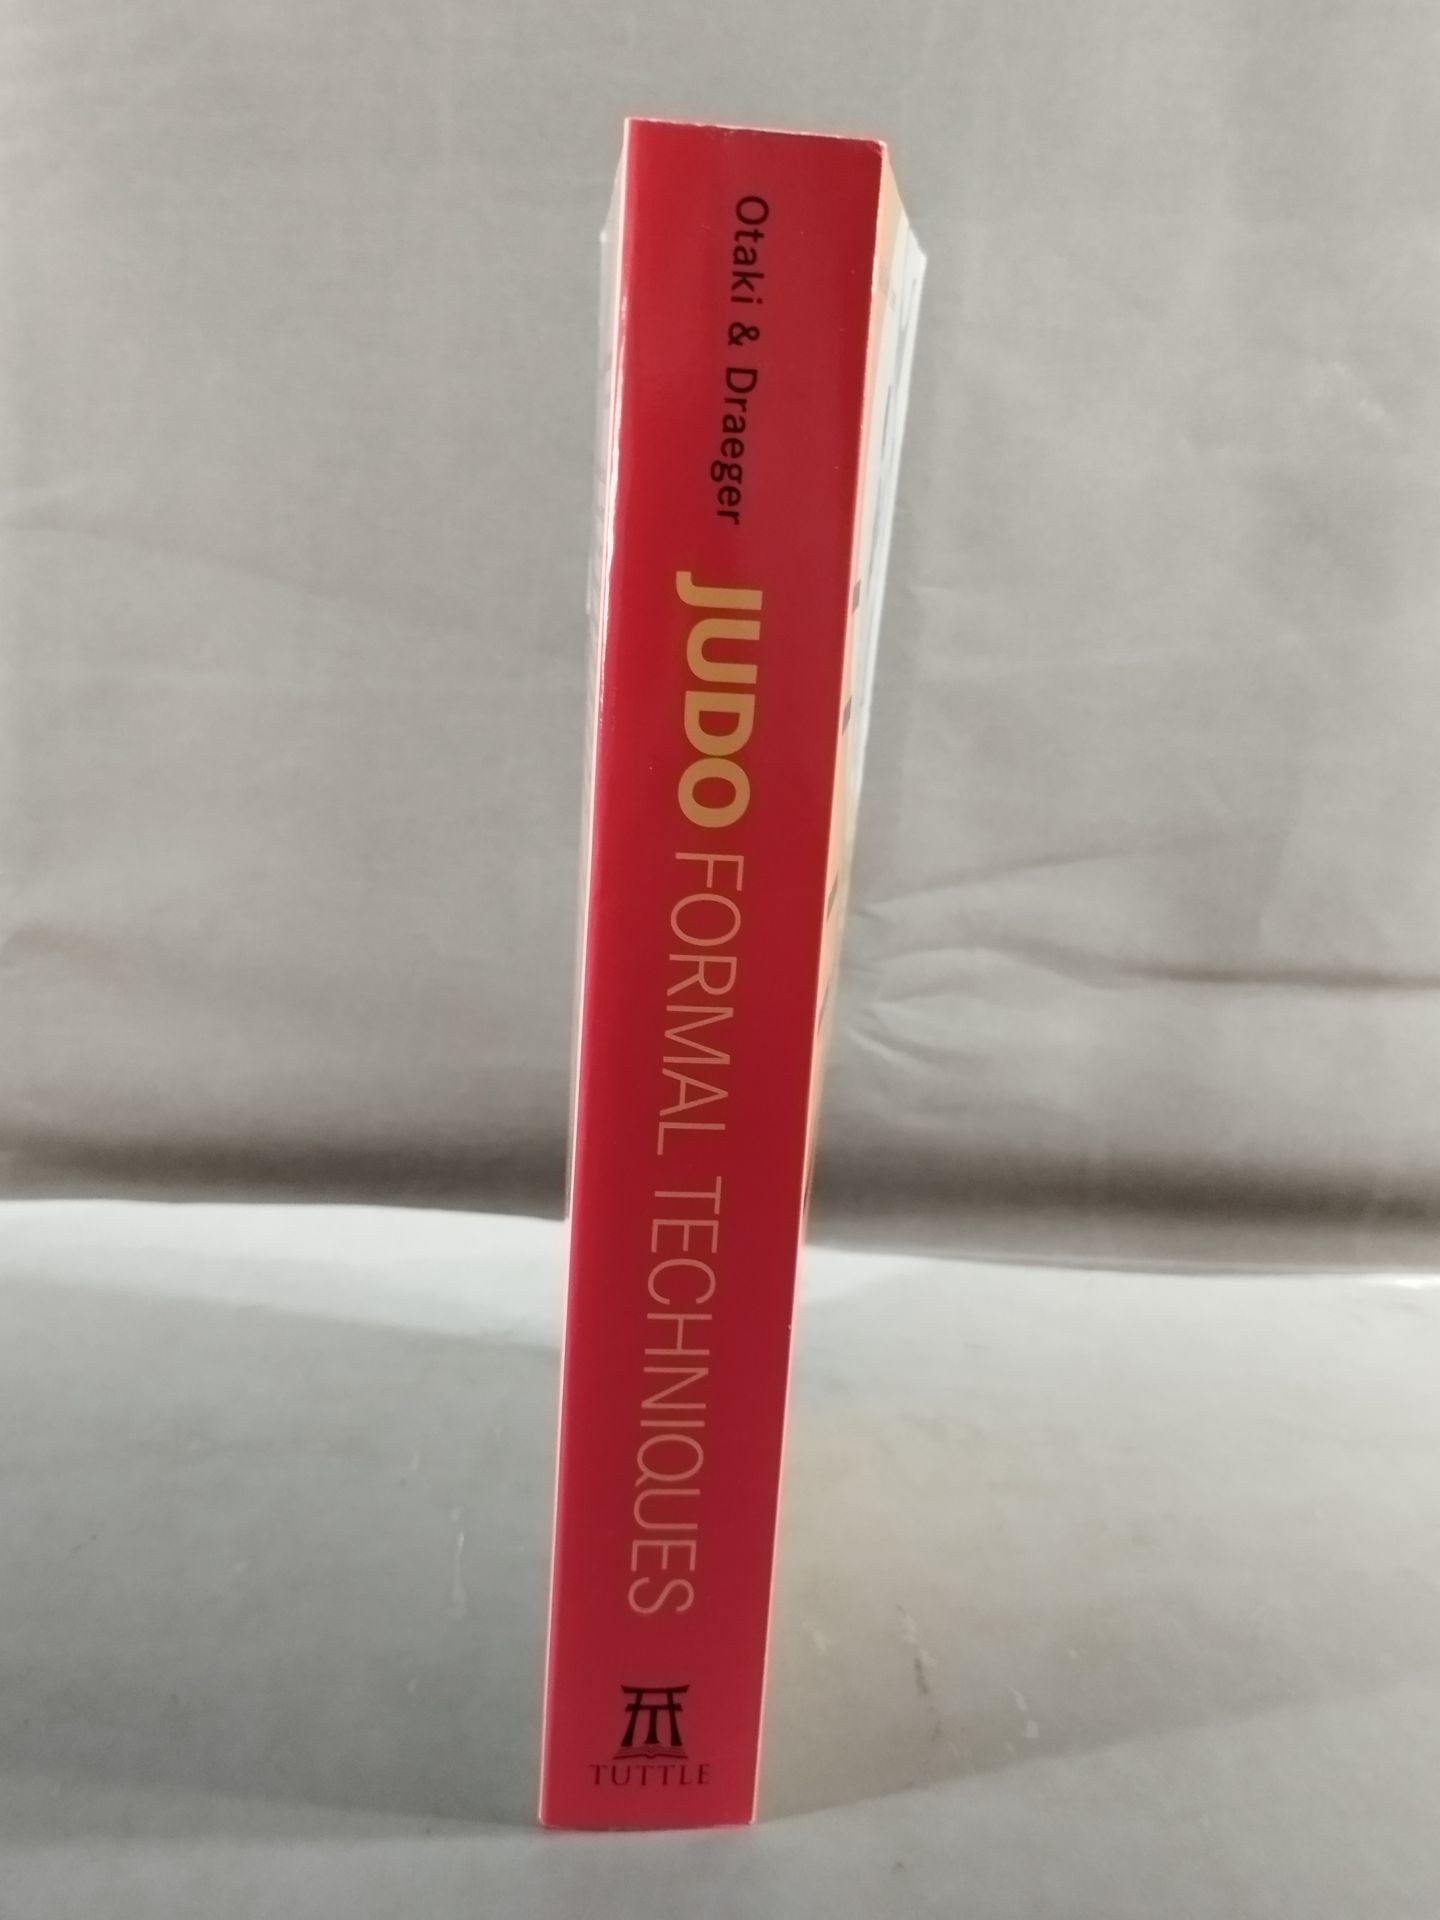 Otaki & Draeger
JUDO FORMAL TECHNIQUES
TUTTLE